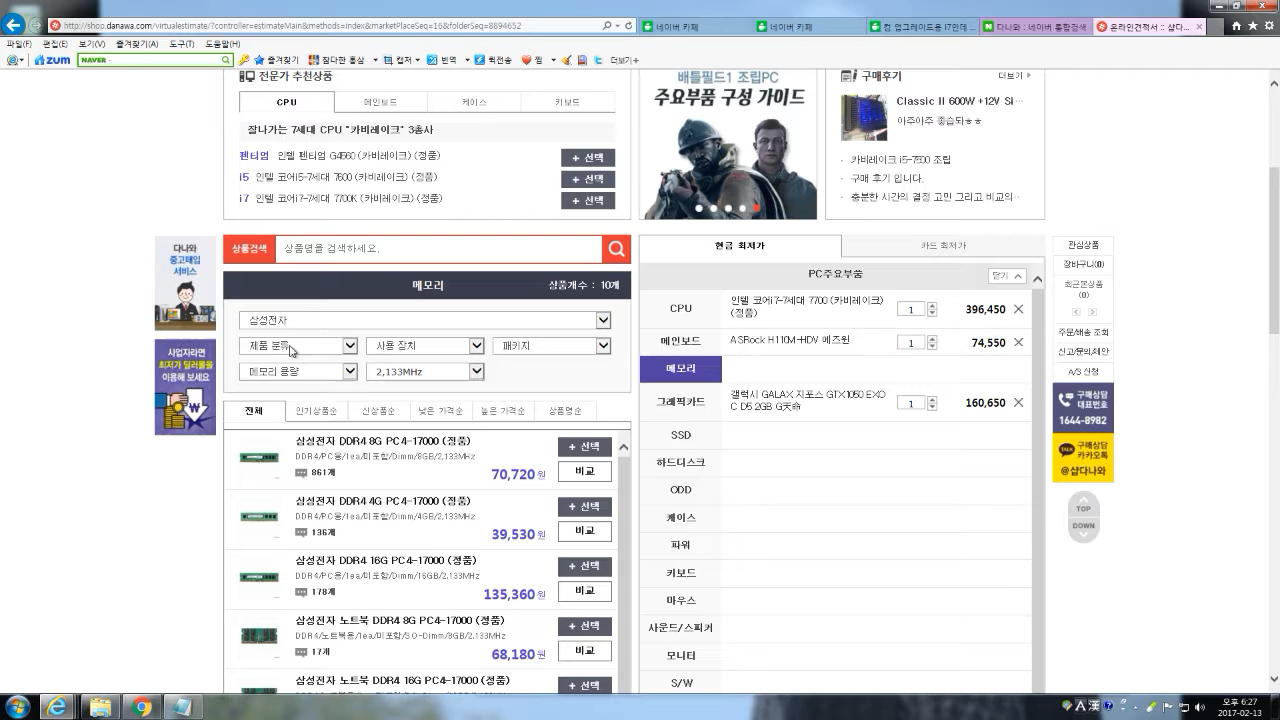 http://shop.danawa.com/virtualestimate/?controller=estimateMain&methods=index&marketPlaceSeq=16&folderSeq=8894652
네이버 카페
네이버 카페
컴 업그레이드용 i7인데...
다나와 : 네이버 통합검색
온라인견적서 :: 샵다...
파일(F) 편집(E) 보기(V) 즐겨찾기(A) 도구(T) 도움말(H)
zum NAVER 즐겨찾기 캡처 번역 퀵전송 찜 더보기+
전문가 추천상품
CPU 메인보드 케이스 키보드
잘나가는 7세대 CPU "카비레이크" 3총사
펜티엄 인텔 펜티엄 G4560 (카비레이크) (정품) + 선택
i5 인텔 코어i5-7세대 7600 (카비레이크) (정품) + 선택
i7 인텔 코어i7-7세대 7700K (카비레이크) (정품) + 선택
배틀필드1 조립PC
주요부품 구성 가이드
구매후기 더보기
Classic II 600W +12V Si…
아주아주 좋습돠ㅎㅎ
카비레이크 i5-7600 조립
구매 후기 입니다.
충분한 시간의 결정 고민 그리고 비교의…
다나와
중고매입
서비스
사업자라면
최저가 딜러몰을
이용해 보세요
상품검색 상품명을 검색하세요.
메모리 상품개수 : 10개
삼성전자
제품 분류 사용 장치 패키지
메모리 용량 2,133MHz
전체 인기상품순 신상품순 낮은 가격순 높은 가격순 상품명순
삼성전자 DDR4 8G PC4-17000 (정품) + 선택
DDR4/PC용/1ea/미포함/Dimm/8GB/2,133MHz
861개 70,720 원 비교
삼성전자 DDR4 4G PC4-17000 (정품) + 선택
DDR4/PC용/1ea/미포함/Dimm/4GB/2,133MHz
136개 39,530 원 비교
삼성전자 DDR4 16G PC4-17000 (정품) + 선택
DDR4/PC용/1ea/미포함/Dimm/16GB/2,133MHz
178개 135,360 원 비교
삼성전자 노트북 DDR4 8G PC4-17000 (정품) + 선택
DDR4/노트북용/1ea/미포함/SO-Dimm/8GB/2,133MHz
17개 68,180 원 비교
삼성전자 노트북 DDR4 16G PC4-17000 (정품) + 선택
현금 최저가 최저가
PC주요부품 닫기
CPU 인텔 코어i7-7세대 7700 (카비레이크)
(정품) 1 396,450
메인보드 ASRock H110M-HDV 에즈윈 1 74,550
메모리
그래픽카드 갤럭시 GALAX 지포스 GTX1050 EXO
C D5 2GB G天命 1 160,650
SSD
하드디스크
ODD
케이스
파워
키보드
마우스
사운드/스피커
모니터
S/W
관심상품
장바구니(0)
최근본상품
(0)
주문/배송 조회
신고/문의,제안
A/S 신청
구매상담
대표번호
1644-8982
TALK 구매상담
카카오톡
@샵다나와
TOP
DOWN
A 漢
오후 6:27
2017-02-13